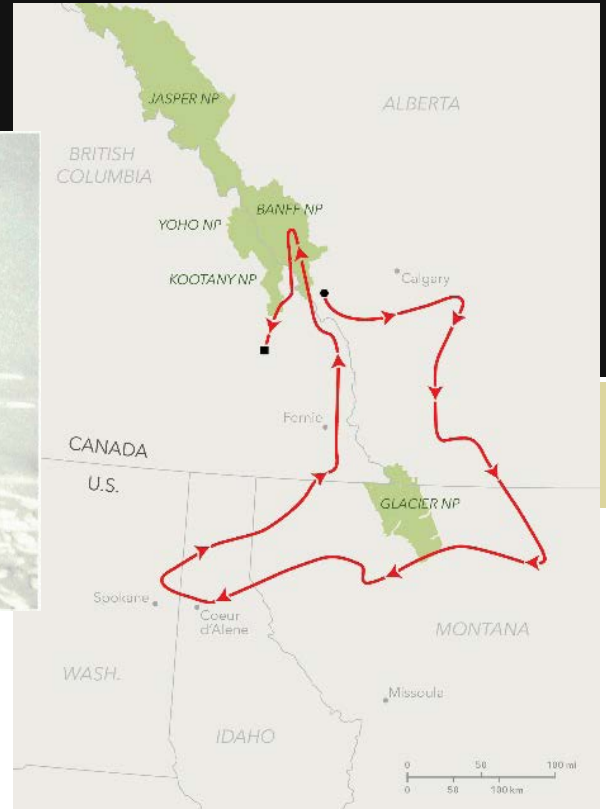 JASPER NP
ALBERTA
BRITISH
COLUMBIA
BANFF NP
YOHO NP
KOOTANY NP
Calgary
Fernie
CANADA
U.S.
GLACIER NP
Spokane
Coeur
d'Alene
MONTANA
WASH.
Missoula
IDAHO
0 50 100 mi
0 50 100 km